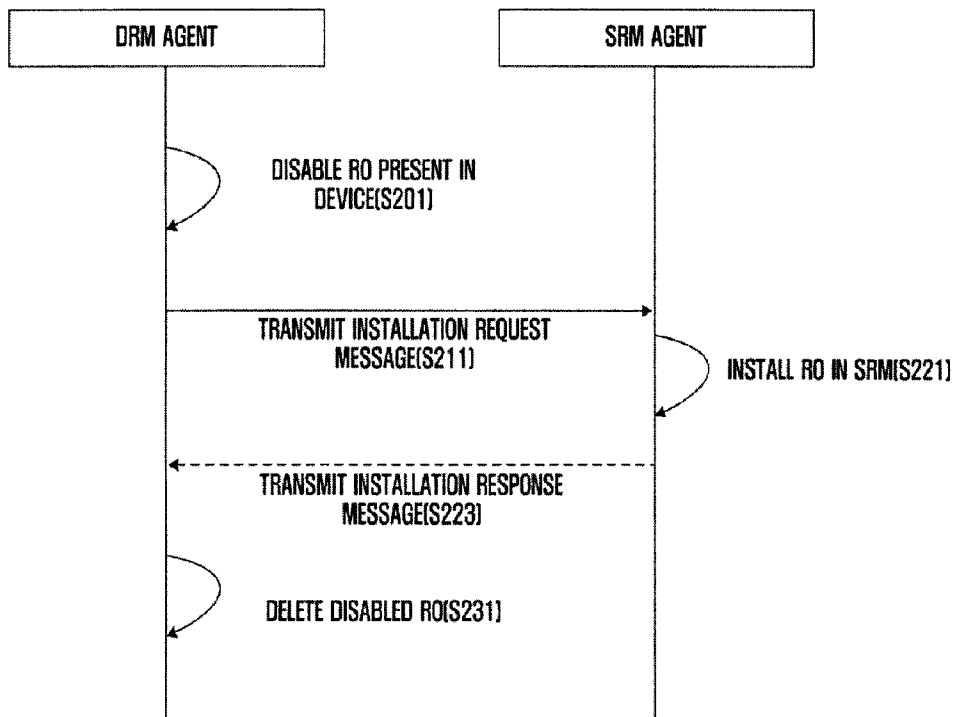 DRM AGENT
SRM AGENT
DISABLE RO PRESENT IN
DEVICE(S201)
TRANSMIT INSTALLATION REQUEST
MESSAGE(S211)
INSTALL RO IN SRM(S221)
TRANSMIT INSTALLATION RESPONSE
MESSAGE(S223)
DELETE DISABLED RO(S231)